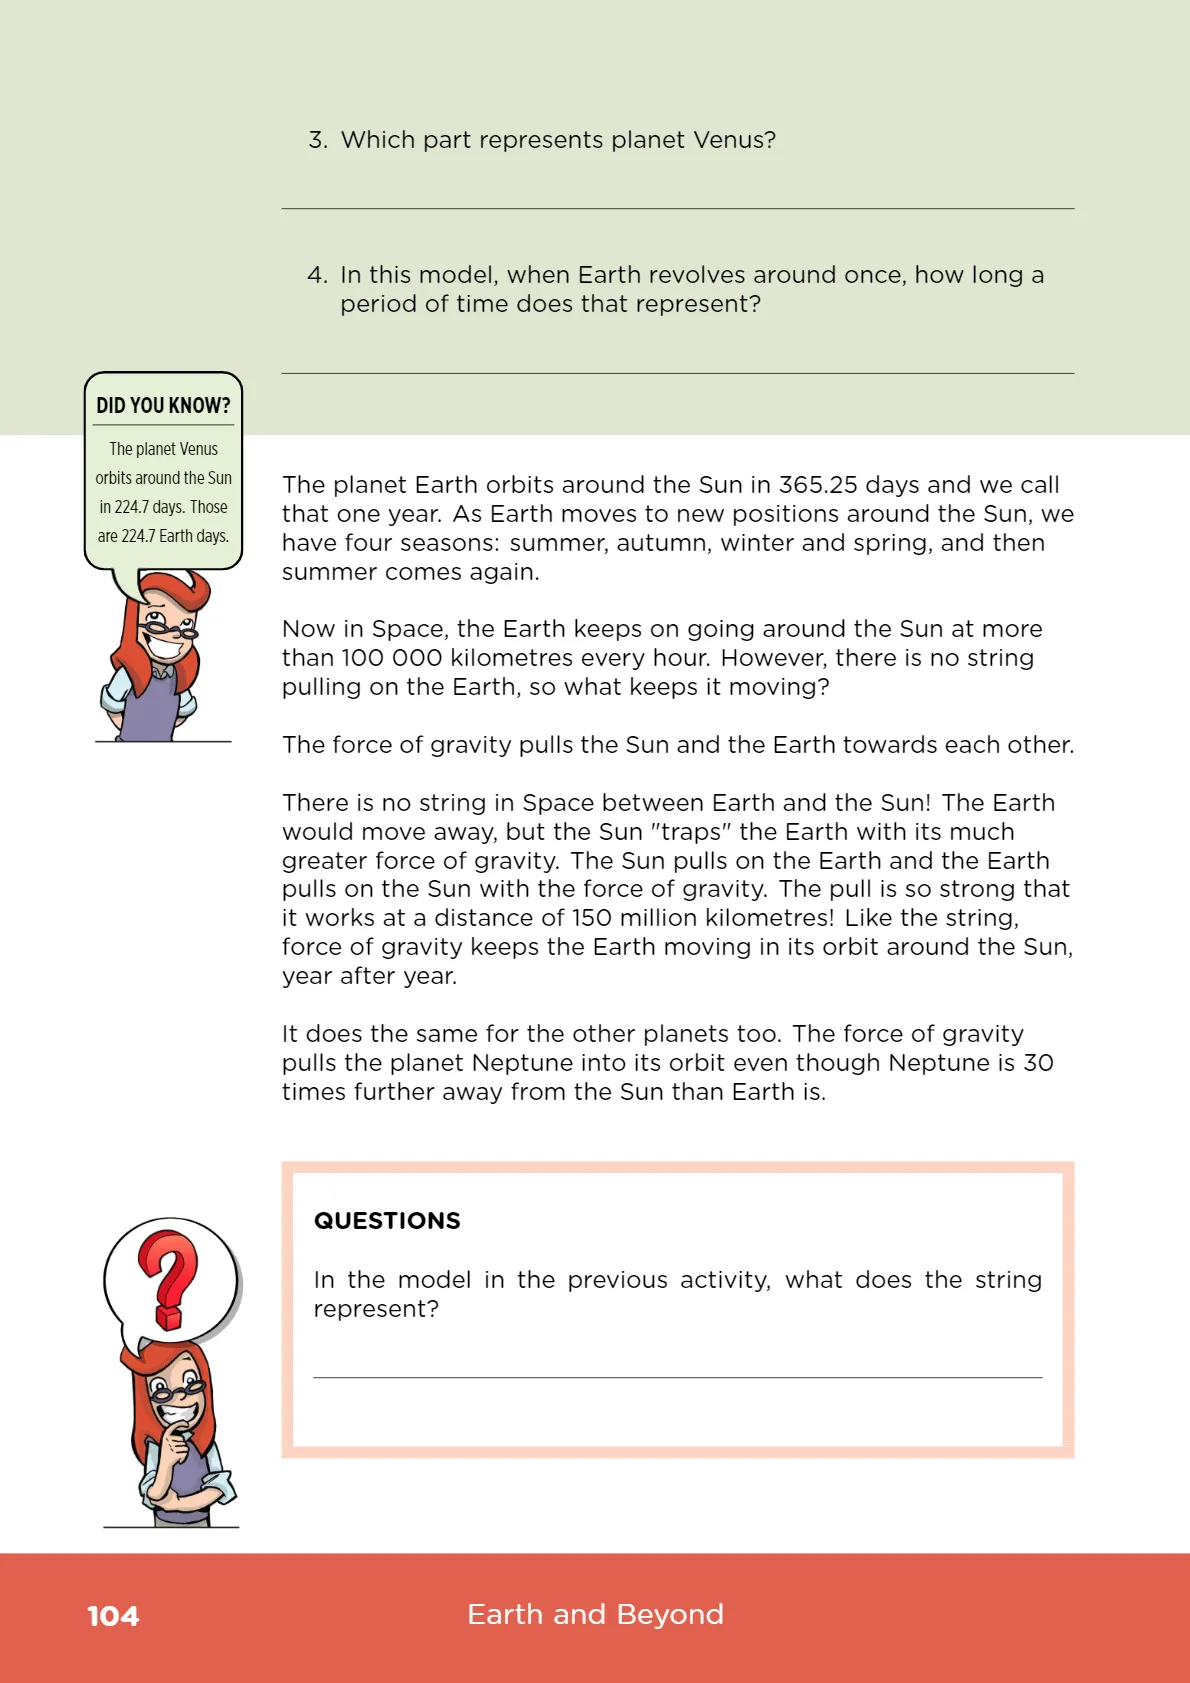 3. Which part represents planet Venus?
4. In this model, when Earth revolves around once, how long a
period of time does that represent?
DID YOU KNOW?
The planet Venus
orbits around the Sun
in 224.7 days. Those
are 224.7 Earth days.
The planet Earth orbits around the Sun in 365.25 days and we call
that one year. As Earth moves to new positions around the Sun, we
have four seasons: summer, autumn, winter and spring, and then
summer comes again.
Now in Space, the Earth keeps on going around the Sun at more
than 100 000 kilometres every hour. However, there is no string
pulling on the Earth, so what keeps it moving?
The force of gravity pulls the Sun and the Earth towards each other.
There is no string in Space between Earth and the Sun! The Earth
would move away, but the Sun "traps" the Earth with its much
greater force of gravity. The Sun pulls on the Earth and the Earth
pulls on the Sun with the force of gravity. The pull is so strong that
it works at a distance of 150 million kilometres! Like the string,
force of gravity keeps the Earth moving in its orbit around the Sun,
year after year.
It does the same for the other planets too. The force of gravity
pulls the planet Neptune into its orbit even though Neptune is 30
times further away from the Sun than Earth is.
?
QUESTIONS
In the model in the previous activity, what does the string
represent?
104
Earth and Beyond